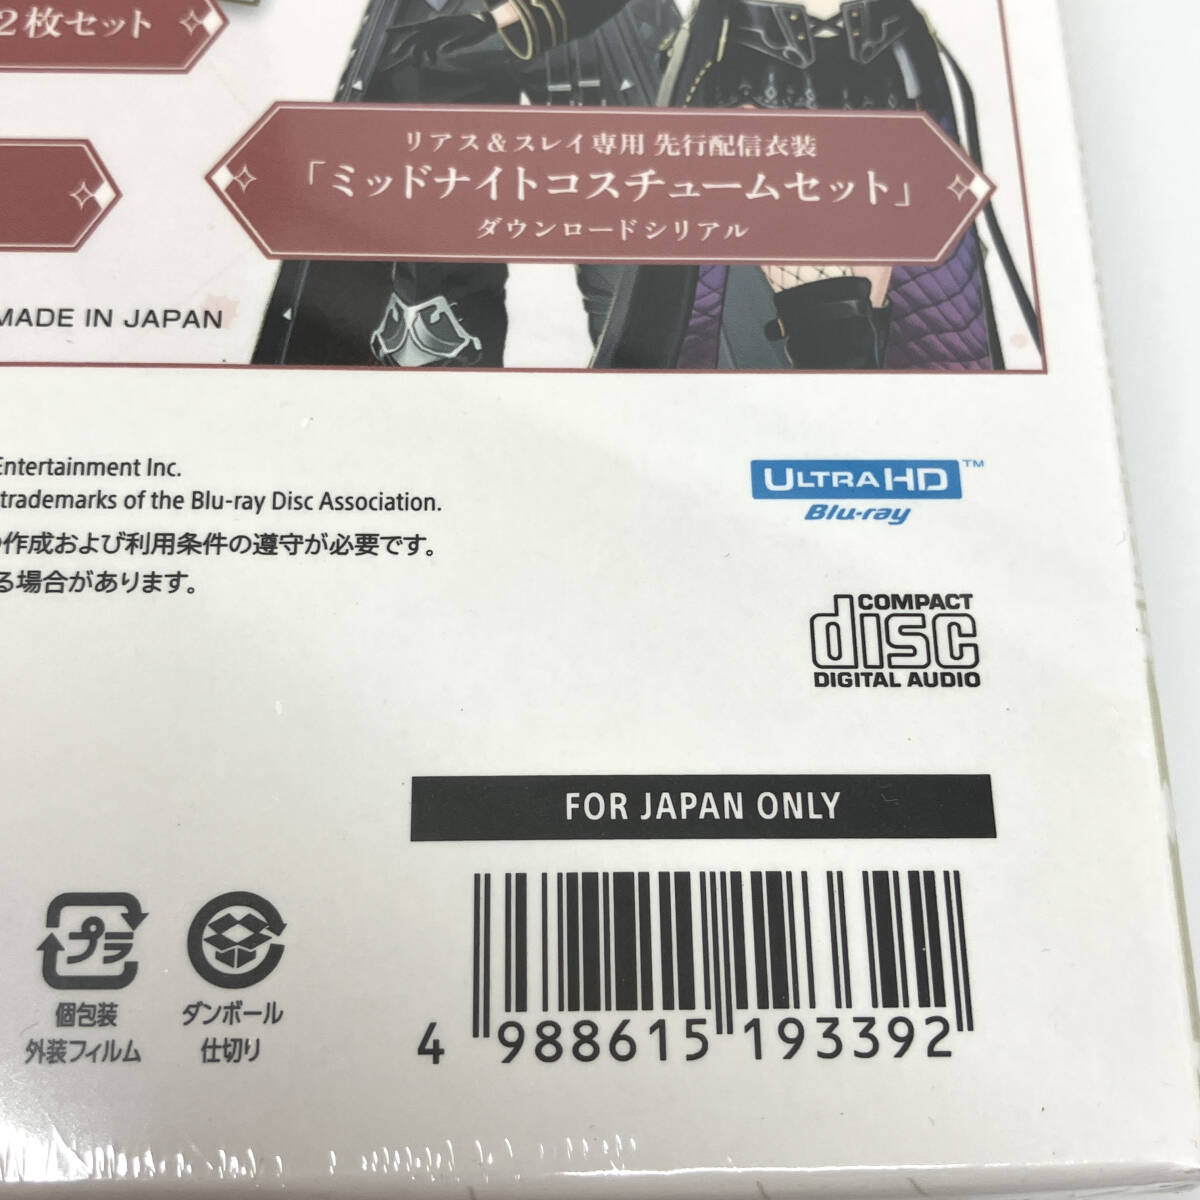 2枚セット
リアス&スレイ専用 先行配信衣装
「ミッドナイトコスチュームセット」
ダウンロードシリアル
MADE IN JAPAN
Entertainment Inc.
trademarks of the Blu-ray Disc Association.
作成および利用条件の遵守が必要です。
る場合があります。
ULTRA HD™
Blu-ray
COMPACT
disc
DIGITAL AUDIO
FOR JAPAN ONLY
プラ
個包装
外装フィルム
ダンボール
仕切り
4 988615 193392